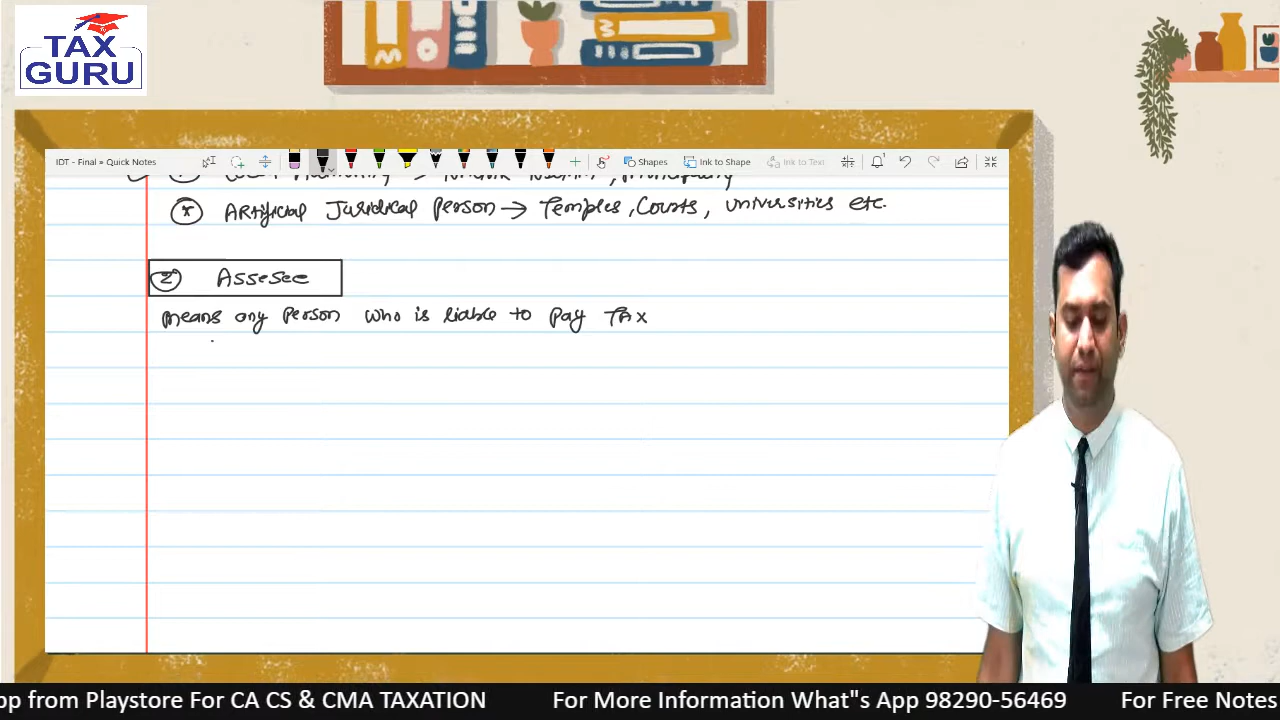 TAX
GURU
IDT - Final » Quick Notes
Shapes
Ink to Shape
Ink to Text
* Artificial Juridical Person → Temples, Courts, Universities etc.
2 Assesee
means any person who is liable to pay Tax
pp from Playstore For CA CS & CMA TAXATION For More Information What"s App 98290-56469 For Free Notes